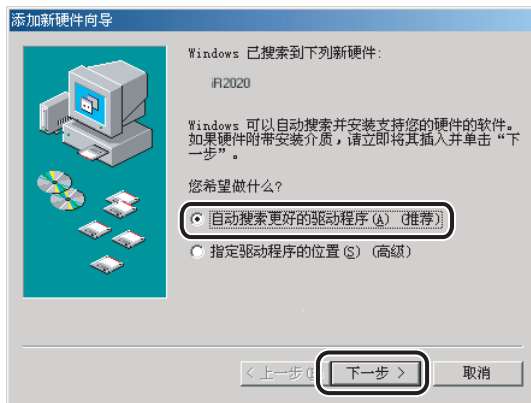 添加新硬件向导
Windows 已搜索到下列新硬件:
iR2020
Windows 可以自动搜索并安装支持您的硬件的软件。
如果硬件附带安装介质，请立即将其插入并单击“下
一步”。
您希望做什么?
自动搜索更好的驱动程序(A) (推荐)
指定驱动程序的位置(S) (高级)
< 上一步
下一步 >
取消